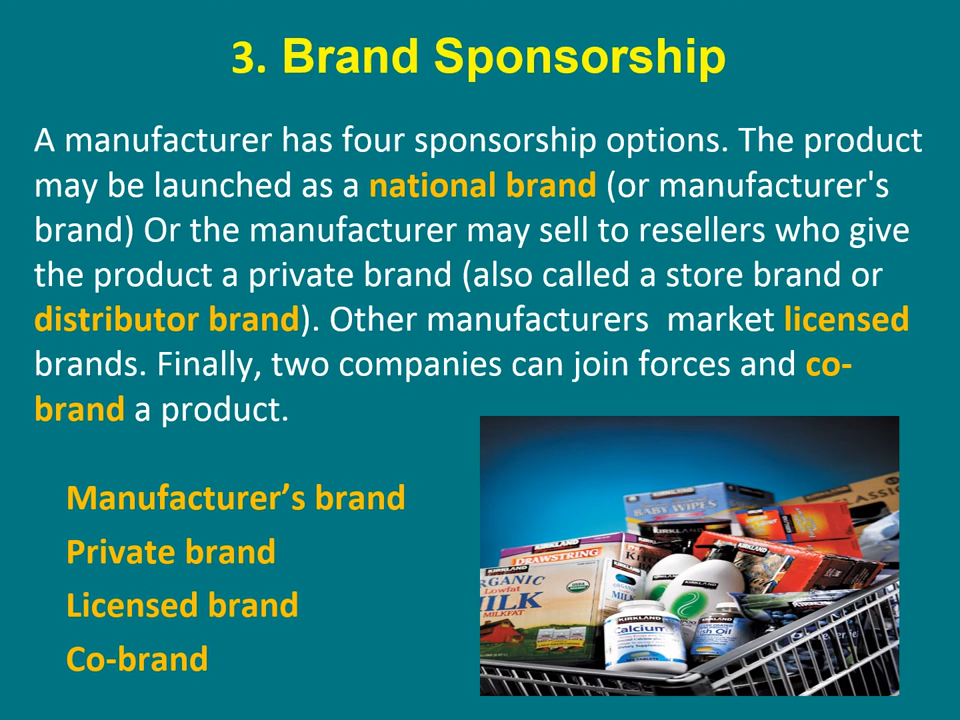 3. Brand Sponsorship
A manufacturer has four sponsorship options. The product
may be launched as a national brand (or manufacturer's
brand) Or the manufacturer may sell to resellers who give
the product a private brand (also called a store brand or
distributor brand). Other manufacturers  market licensed
brands. Finally, two companies can join forces and co-
brand a product.
Manufacturer’s brand
Private brand
Licensed brand
Co-brand
BABY WIPES
KIRKLAND
DRAWSTRING
KIRKLAND
KIRKLAND
ORGANIC
Lowfat
MILK
KIRKLAND
KIRKLAND
Calcium
Fish Oil